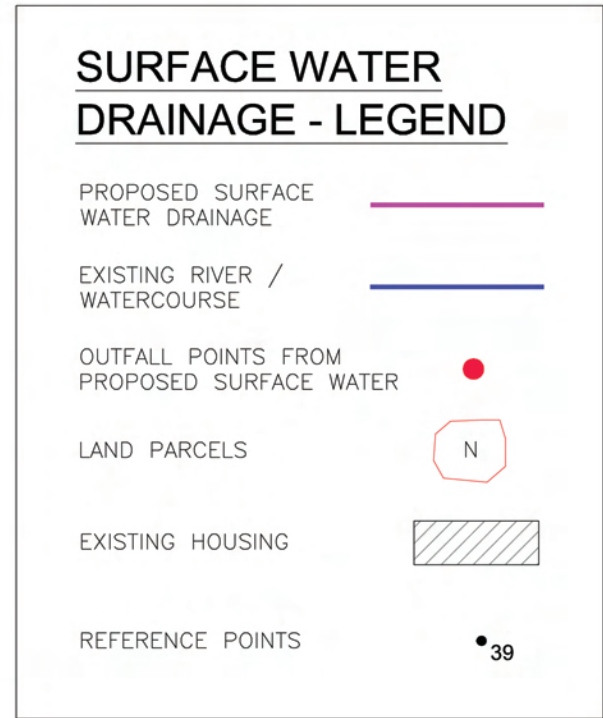 SURFACE WATER
DRAINAGE - LEGEND
PROPOSED SURFACE
WATER DRAINAGE
EXISTING RIVER /
WATERCOURSE
OUTFALL POINTS FROM
PROPOSED SURFACE WATER
LAND PARCELS
N
EXISTING HOUSING
REFERENCE POINTS
39